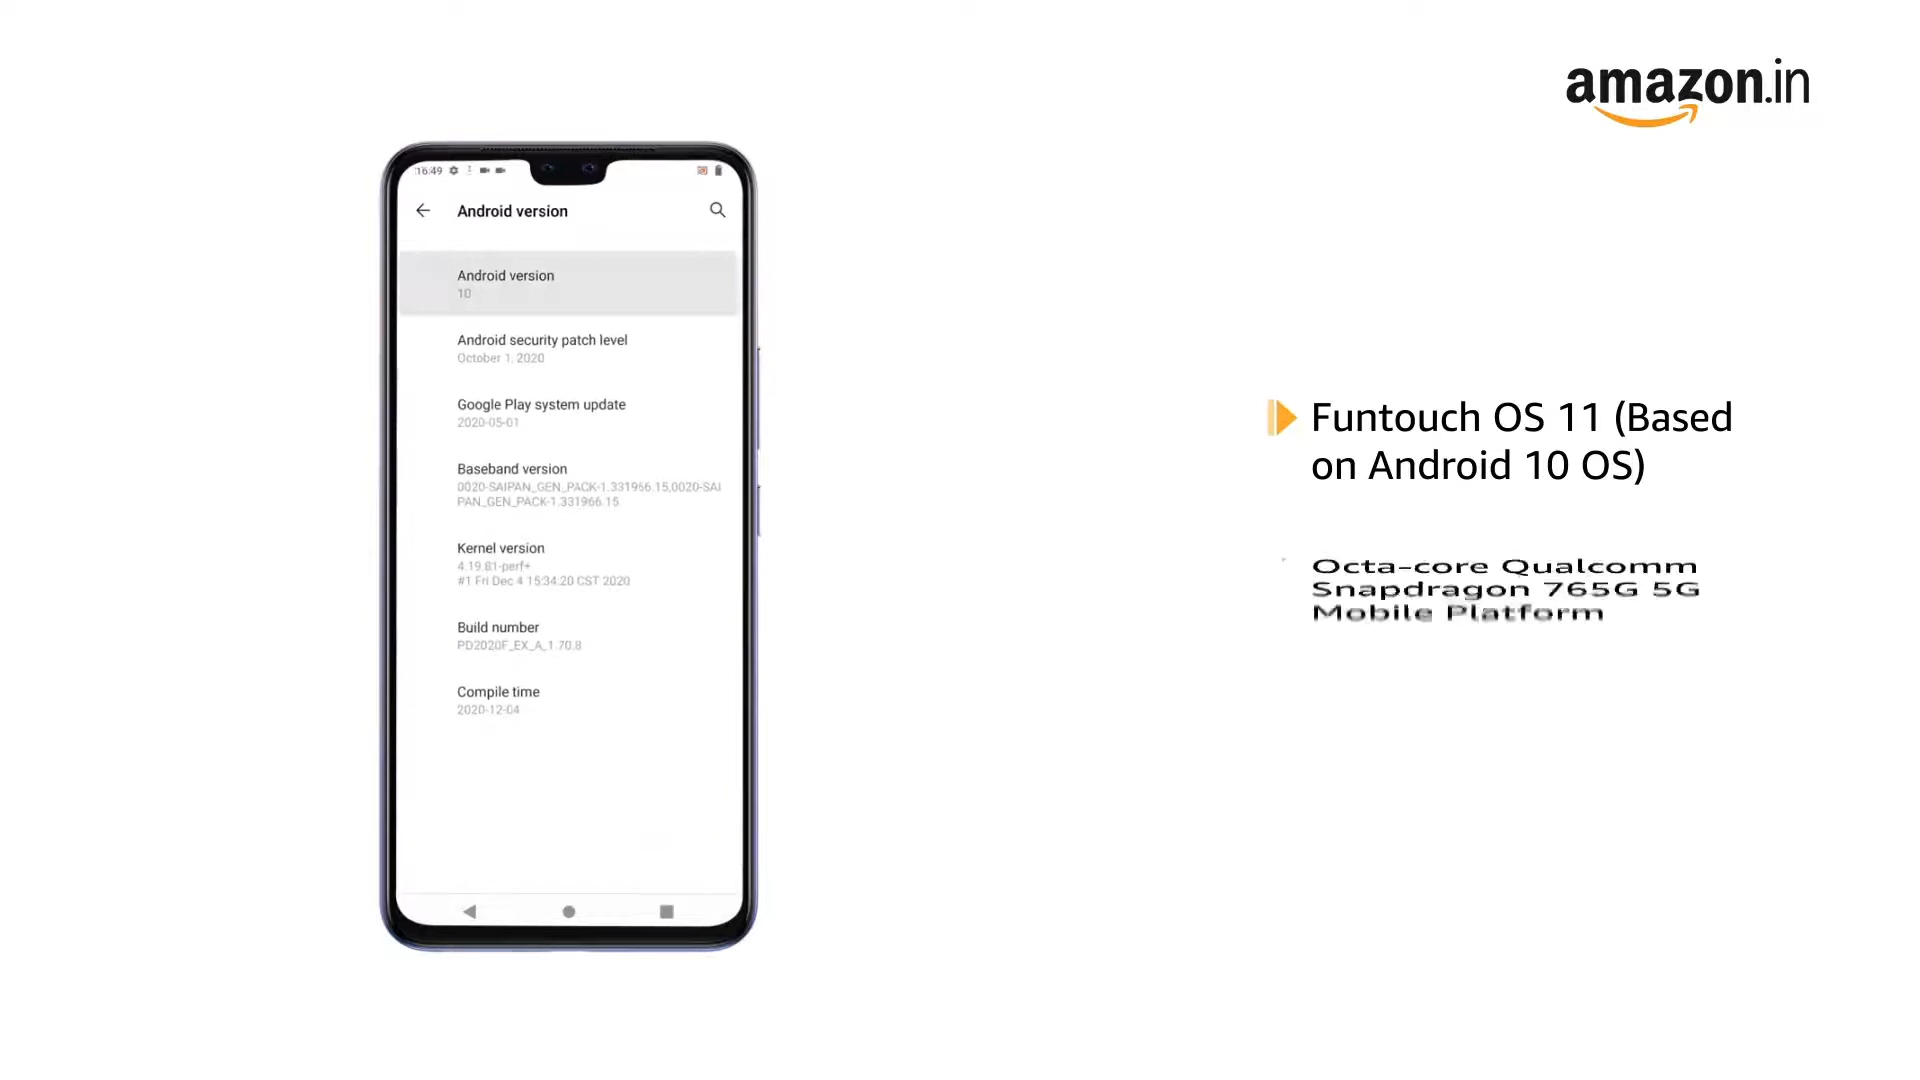 amazon.in
16:49
Android version
Android version
10
Android security patch level
October 1, 2020
Google Play system update
2020-05-01
Baseband version
0020-SAIPAN_GEN_PACK-1.331966.15,0020-SAI
PAN_GEN_PACK-1.331966.15
Kernel version
4.19.81-perf+
#1 Fri Dec 4 15:34:20 CST 2020
Build number
PD2020F_EX_A_1.70.8
Compile time
2020-12-04
Funtouch OS 11 (Based
on Android 10 OS)
Octa-core Qualcomm
Snapdragon 765G 5G
Mobile Platform